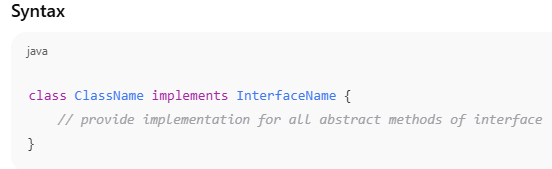 Syntax
java
class ClassName implements InterfaceName {
// provide implementation for all abstract methods of interface
}